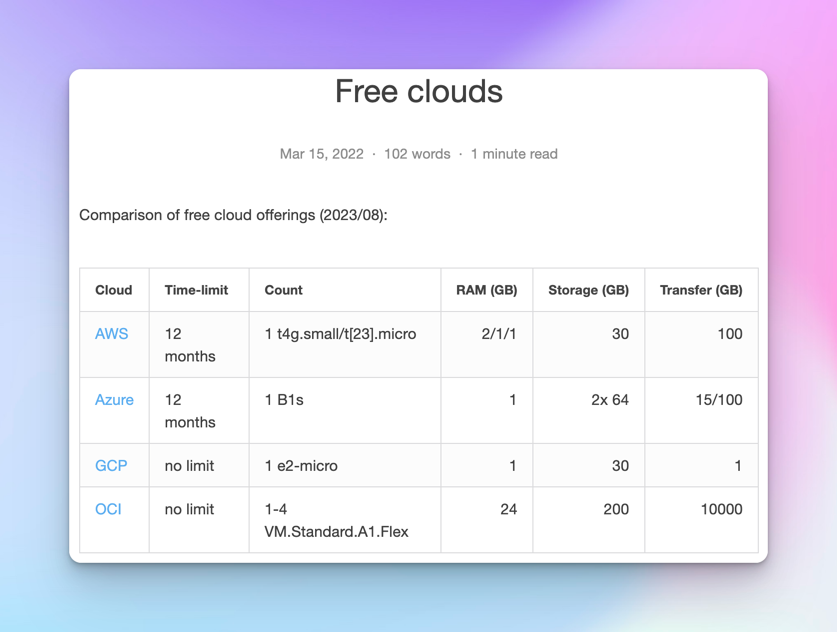 Free clouds
Mar 15, 2022 · 102 words · 1 minute read
Comparison of free cloud offerings (2023/08):
Cloud Time-limit Count RAM (GB) Storage (GB) Transfer (GB)
AWS 12 months 1 t4g.small/t[23].micro 2/1/1 30 100
Azure 12 months 1 B1s 1 2x 64 15/100
GCP no limit 1 e2-micro 1 30 1
OCI no limit 1-4 VM.Standard.A1.Flex 24 200 10000